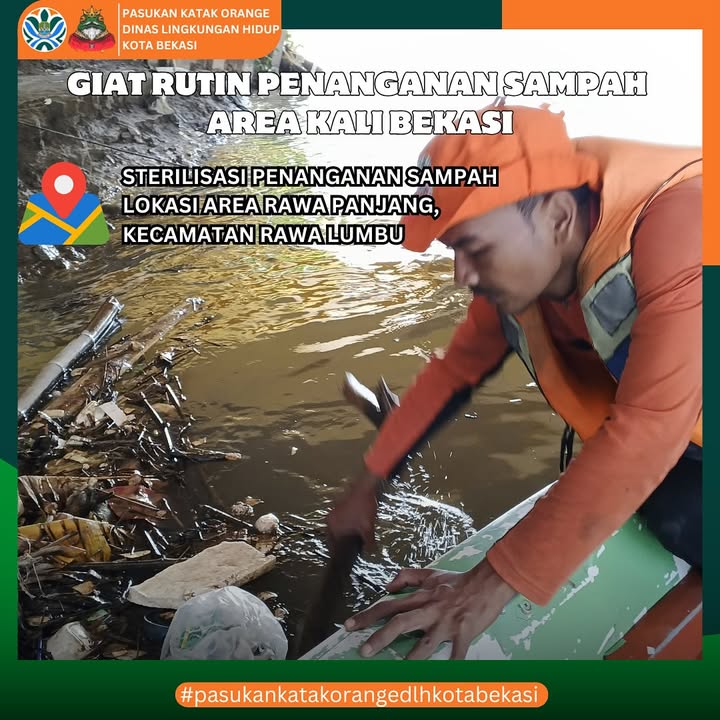 PASUKAN KATAK ORANGE
DINAS LINGKUNGAN HIDUP
KOTA BEKASI
GIAT RUTIN PENANGANAN SAMPAH
AREA KALI BEKASI
STERILISASI PENANGANAN SAMPAH
LOKASI AREA RAWA PANJANG,
KECAMATAN RAWA LUMBU
#pasukankatakorangedlhkotabekasi